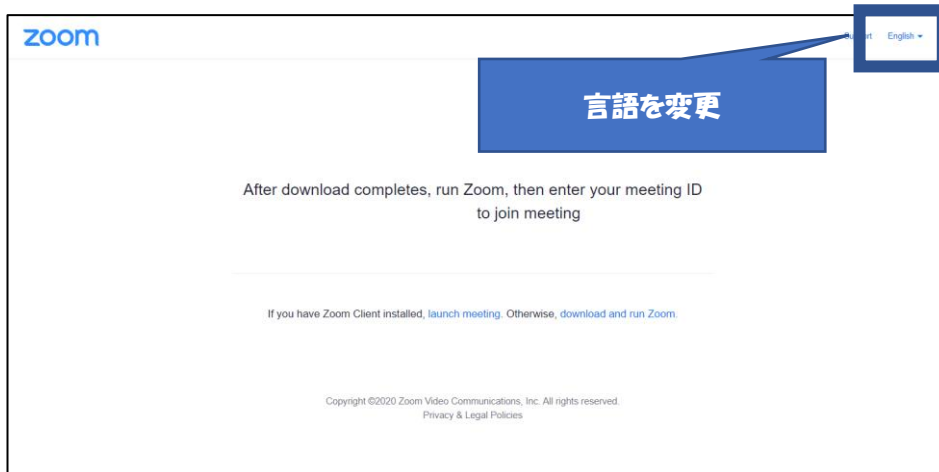 zoom
Support English
言語を変更
After download completes, run Zoom, then enter your meeting ID
to join meeting
If you have Zoom Client installed, launch meeting. Otherwise, download and run Zoom.
Copyright ©2020 Zoom Video Communications, Inc. All rights reserved.
Privacy & Legal Policies